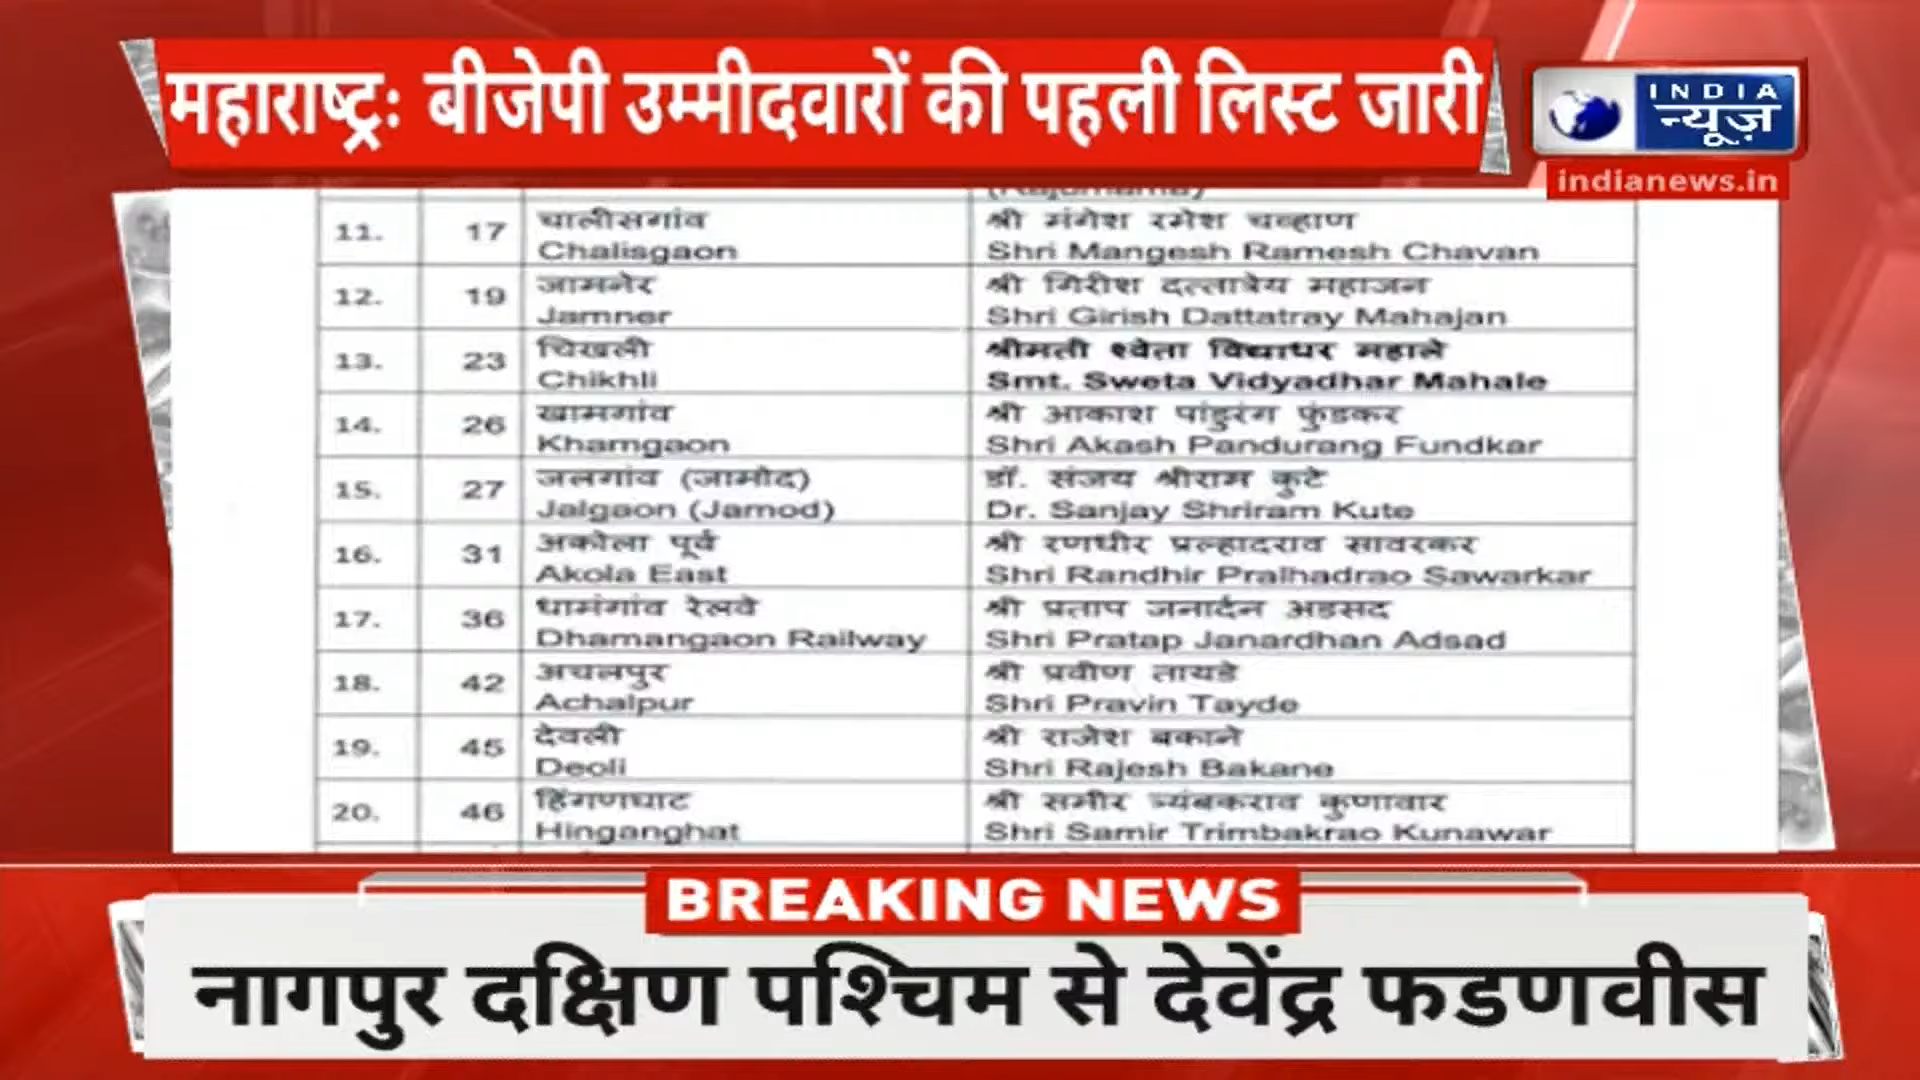 महाराष्ट्रः बीजेपी उम्मीदवारों की पहली लिस्ट जारी
INDIA
न्यूज़
indianews.in
11. 17 चालीसगांव श्री मंगेश रमेश चव्हाण
Chalisgaon Shri Mangesh Ramesh Chavan
12. 19 जामनेर श्री गिरीश दत्तात्रेय महाजन
Jamner Shri Girish Dattatray Mahajan
13. 23 चिखली श्रीमती श्वेता विद्याधर महाले
Chikhli Smt. Sweta Vidyadhar Mahale
14. 26 खामगांव श्री आकाश पांडुरंग फुंडकर
Khamgaon Shri Akash Pandurang Fundkar
15. 27 जलगांव (जामोद) डॉ. संजय श्रीराम कुटे
Jalgaon (Jamod) Dr. Sanjay Shriram Kute
16. 31 अकोला पूर्व श्री रणधीर प्रल्हादराव सावरकर
Akola East Shri Randhir Pralhadrao Sawarkar
17. 36 धामंगांव रेलवे श्री प्रताप जनार्दन अडसद
Dhamangaon Railway Shri Pratap Janardhan Adsad
18. 42 अचलपुर श्री प्रवीण तायडे
Achalpur Shri Pravin Tayde
19. 45 देवली श्री राजेश बकाने
Deoli Shri Rajesh Bakane
20. 46 हिंगणघाट श्री समीर त्र्यंबकराव कुणावार
Hinganghat Shri Samir Trimbakrao Kunawar
BREAKING NEWS
नागपुर दक्षिण पश्चिम से देवेंद्र फडणवीस